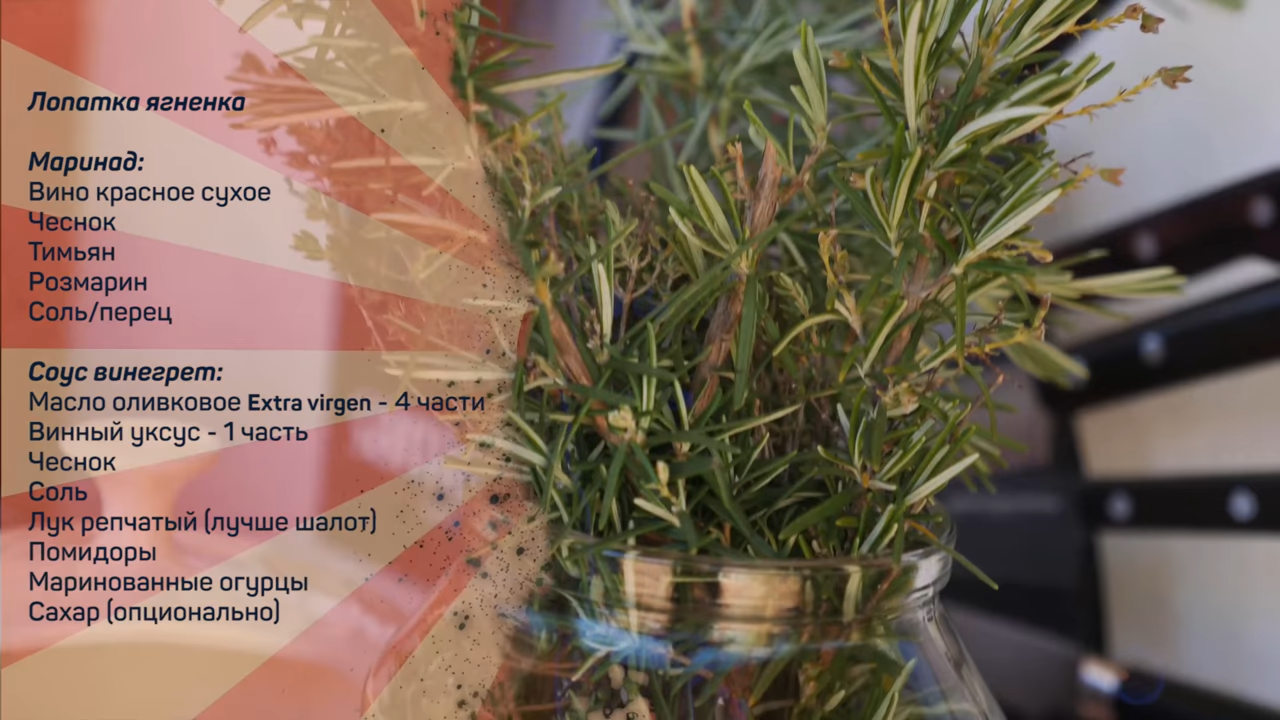 Лопатка ягненка
Маринад:
Вино красное сухое
Чеснок
Тимьян
Розмарин
Соль/перец
Соус винегрет:
Масло оливковое Extra virgen - 4 части
Винный уксус - 1 часть
Чеснок
Соль
Лук репчатый (лучше шалот)
Помидоры
Маринованные огурцы
Сахар (опционально)